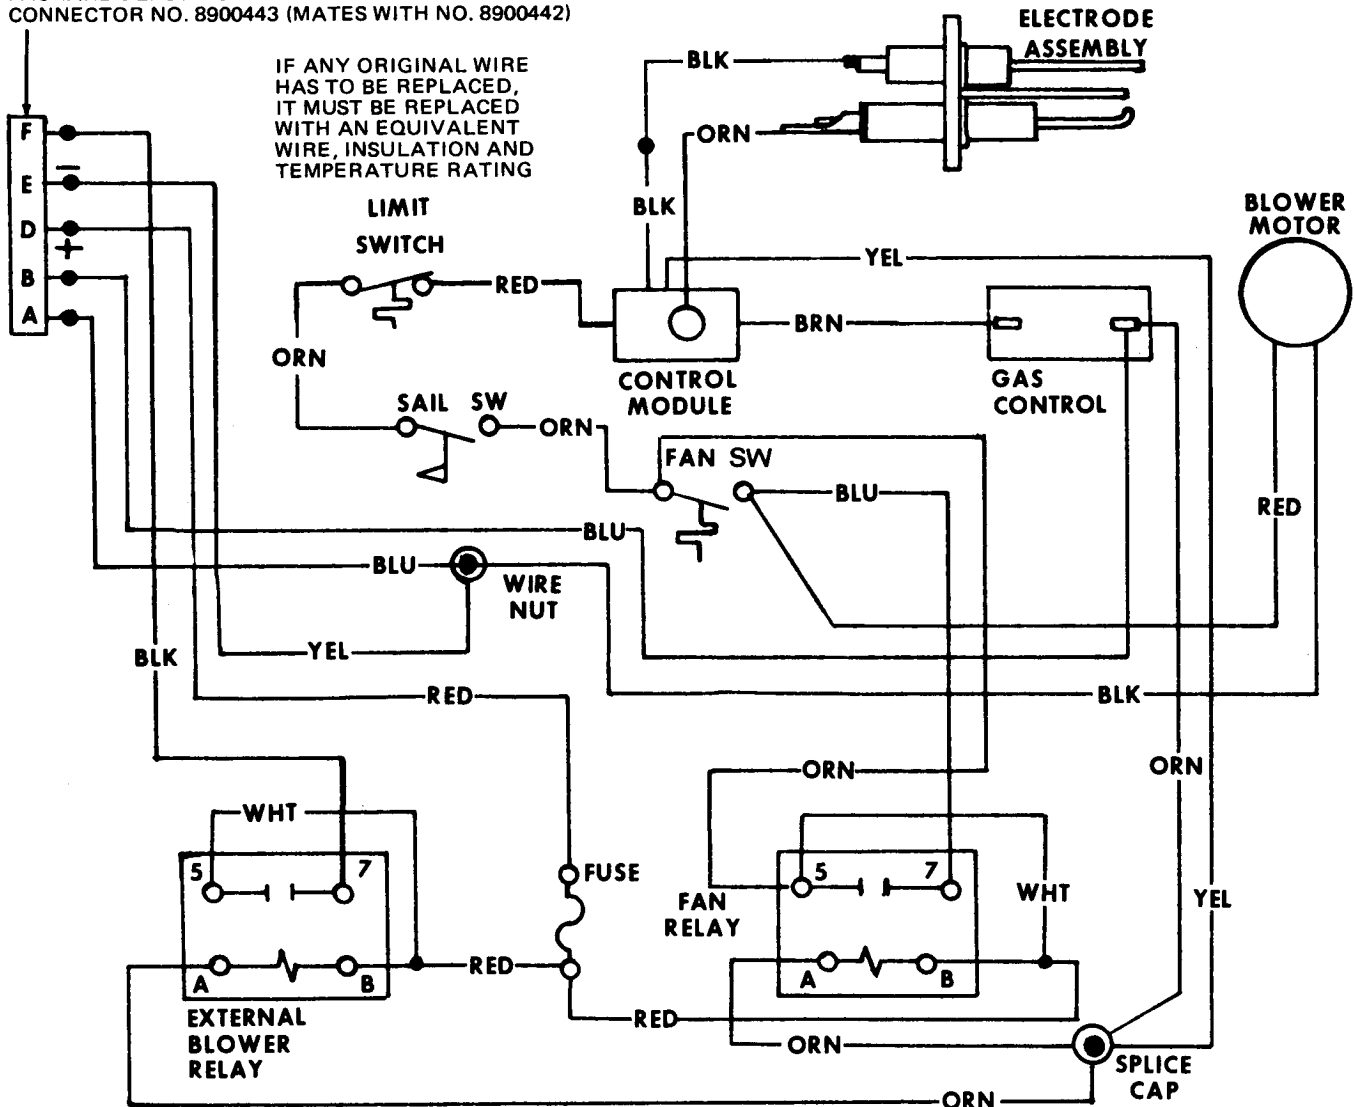 CONNECTOR NO. 8900443 (MATES WITH NO. 8900442)
IF ANY ORIGINAL WIRE
HAS TO BE REPLACED,
IT MUST BE REPLACED
WITH AN EQUIVALENT
WIRE, INSULATION AND
TEMPERATURE RATING
ELECTRODE
ASSEMBLY
BLK
ORN
BLK
F
−
E
D
+
B
A
LIMIT
SWITCH
RED
ORN
YEL
BLOWER
MOTOR
BRN
CONTROL
MODULE
GAS
CONTROL
SAIL SW
ORN
FAN SW
BLU
RED
BLU
BLU
WIRE
NUT
YEL
BLK
RED
BLK
ORN
ORN
WHT
5
7
A
B
RED
EXTERNAL
BLOWER
RELAY
FUSE
FAN
RELAY
5
7
A
B
WHT
YEL
RED
ORN
SPLICE
CAP
ORN